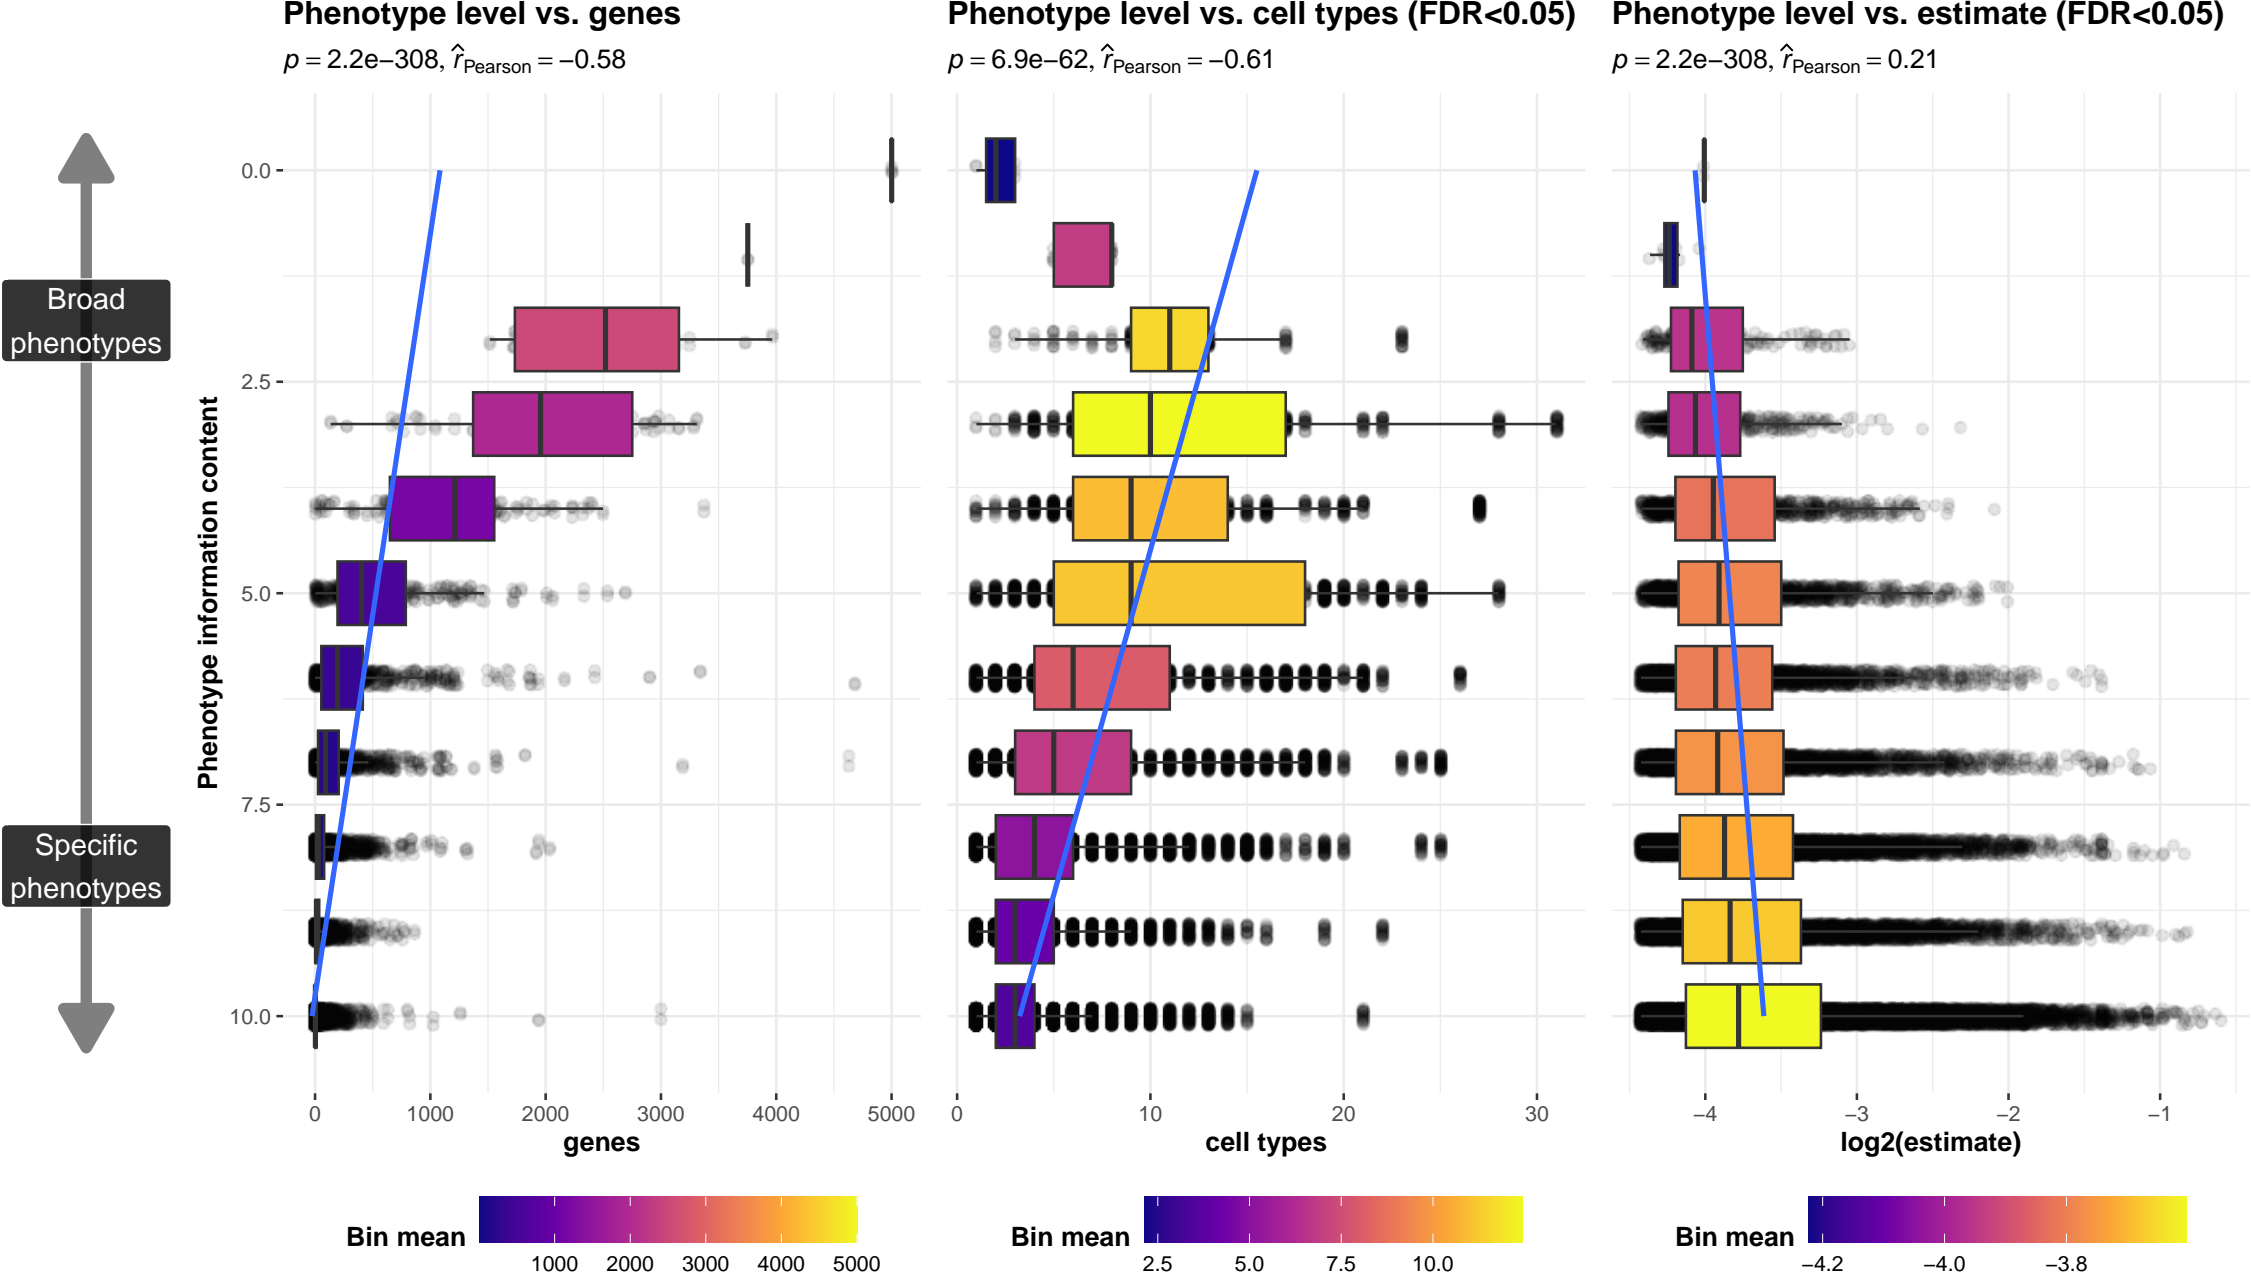 Phenotype level vs. genes
p = 2.2e−308, r̂Pearson = −0.58
Phenotype level vs. cell types (FDR<0.05)
p = 6.9e−62, r̂Pearson = −0.61
Phenotype level vs. estimate (FDR<0.05)
p = 2.2e−308, r̂Pearson = 0.21
Broad
phenotypes
Specific
phenotypes
Phenotype information content
0.0
2.5
5.0
7.5
10.0
0 1000 2000 3000 4000 5000
genes
0 10 20 30
cell types
−4 −3 −2 −1
log2(estimate)
Bin mean
1000 2000 3000 4000 5000
Bin mean
2.5 5.0 7.5 10.0
Bin mean
−4.2 −4.0 −3.8